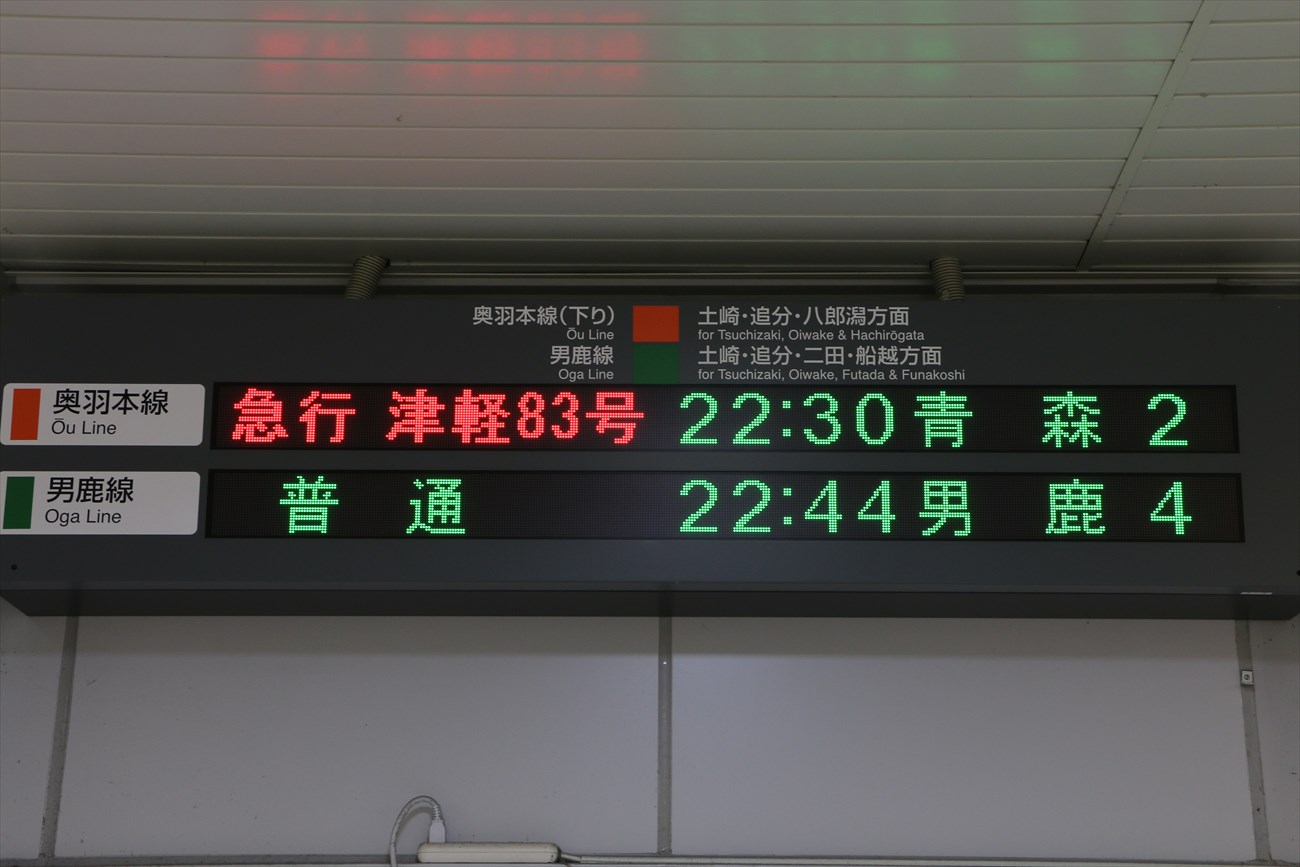 奥羽本線(下り) 土崎・追分・八郎潟方面
Ōu Line for Tsuchizaki, Oiwake & Hachirōgata
男鹿線 土崎・追分・二田・船越方面
Oga Line for Tsuchizaki, Oiwake, Futada & Funakoshi
奥羽本線
Ōu Line
急行 津軽83号 22:30 青 森 2
男鹿線
Oga Line
普 通 22:44 男 鹿 4